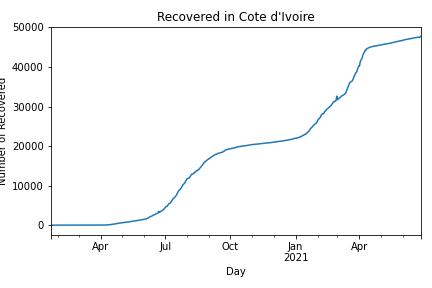 Recovered in Cote d'Ivoire
50000
40000
30000
20000
10000
0
Number of Recovered
Apr
Jul
Oct
Jan
2021
Apr
Day